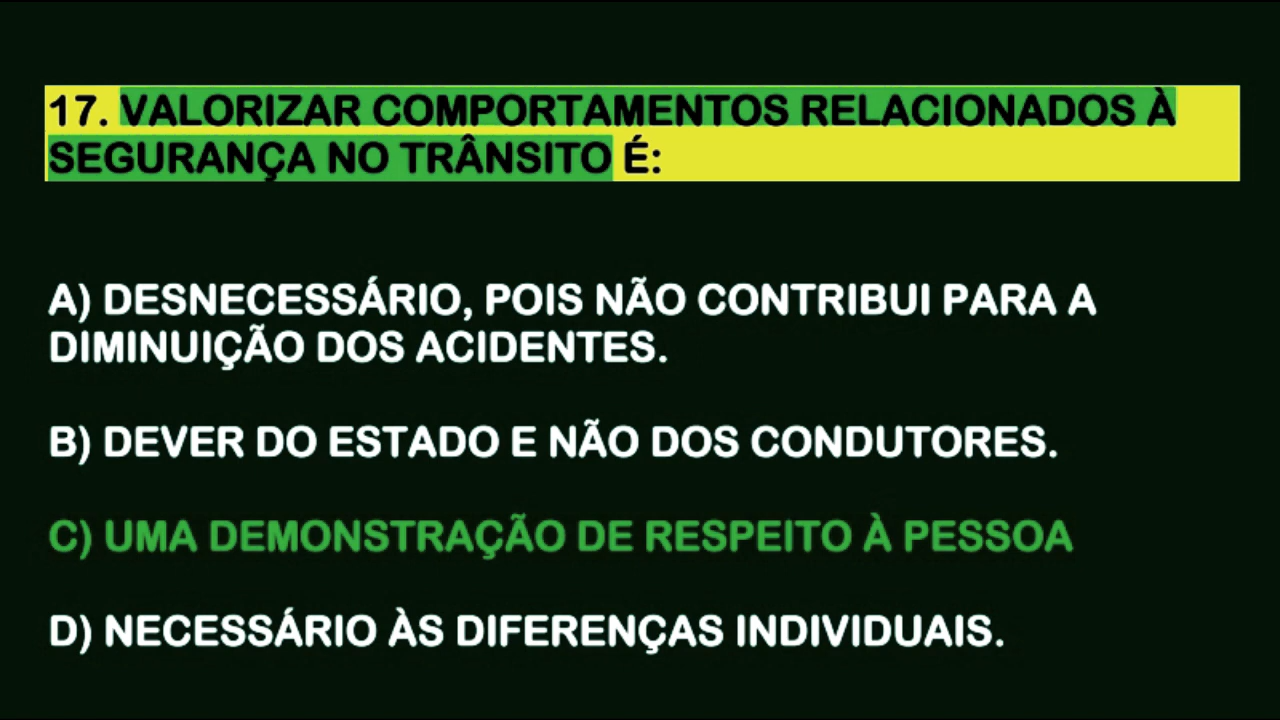 17. VALORIZAR COMPORTAMENTOS RELACIONADOS À
SEGURANÇA NO TRÂNSITO É:
A) DESNECESSÁRIO, POIS NÃO CONTRIBUI PARA A
DIMINUIÇÃO DOS ACIDENTES.
B) DEVER DO ESTADO E NÃO DOS CONDUTORES.
C) UMA DEMONSTRAÇÃO DE RESPEITO À PESSOA
D) NECESSÁRIO ÀS DIFERENÇAS INDIVIDUAIS.